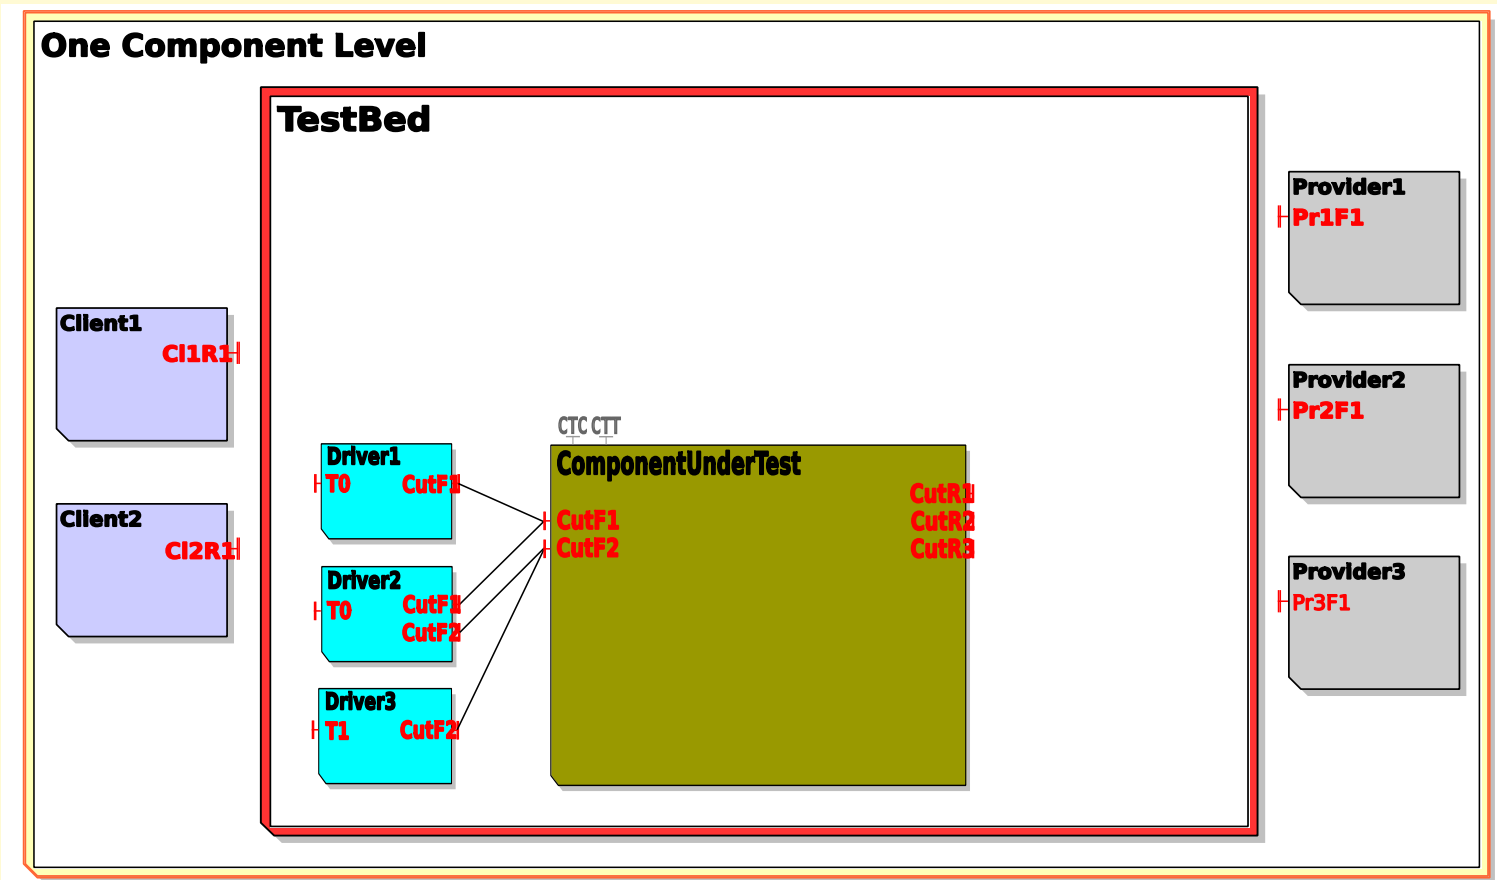 One Component Level
TestBed
Provider1
Pr1F1
Client1
Cl1R1
Provider2
Pr2F1
CTC CTT
Driver1
T0 CutF1
ComponentUnderTest
CutR1
CutF1 CutR2
CutF2 CutR3
Client2
Cl2R1
Driver2
T0 CutF1
CutF2
Provider3
Pr3F1
Driver3
T1 CutF2